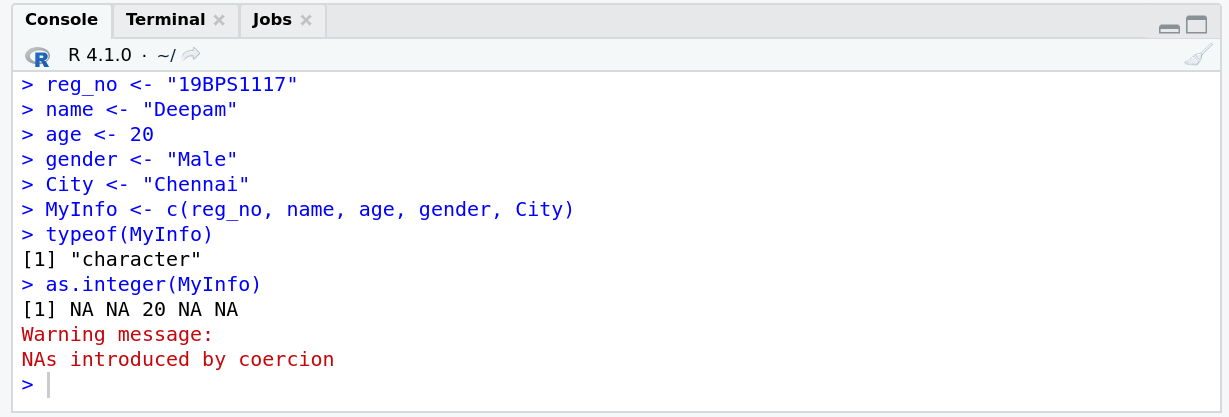 Console Terminal Jobs
R 4.1.0 · ~/
> reg_no <- "19BPS1117"
> name <- "Deepam"
> age <- 20
> gender <- "Male"
> City <- "Chennai"
> MyInfo <- c(reg_no, name, age, gender, City)
> typeof(MyInfo)
[1] "character"
> as.integer(MyInfo)
[1] NA NA 20 NA NA
Warning message:
NAs introduced by coercion
>